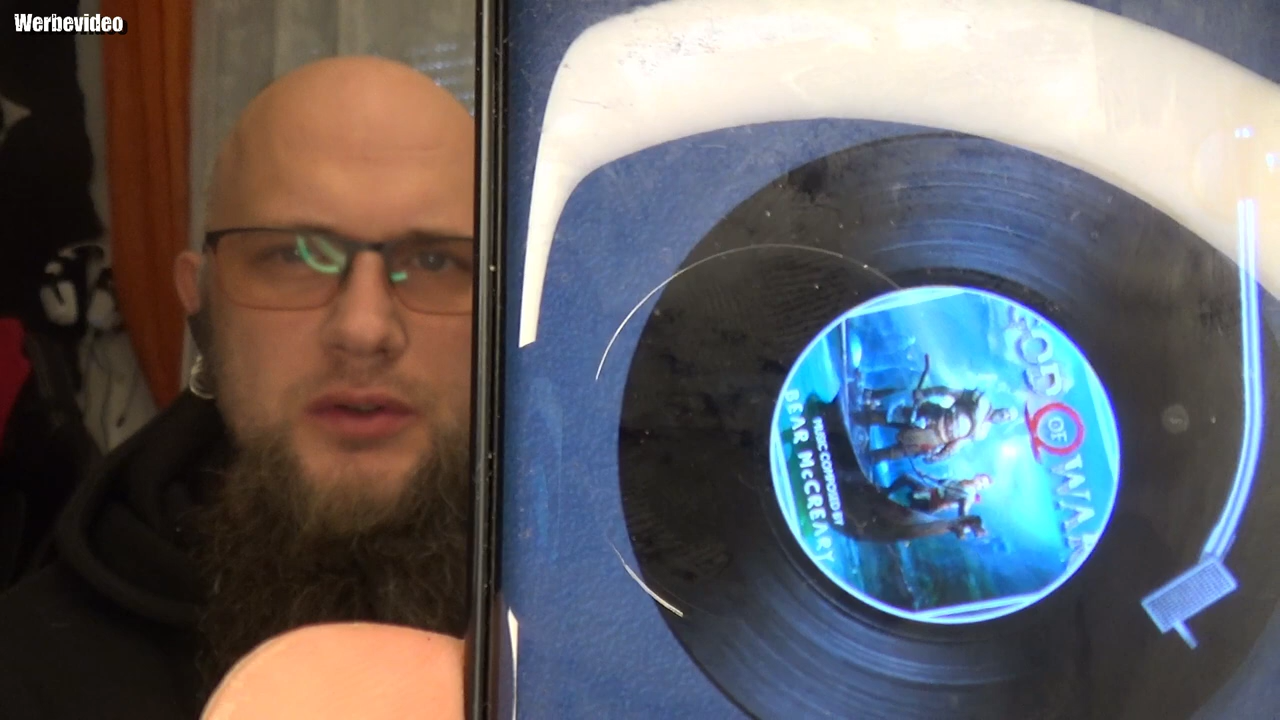 Werbevideo
GOD
OF
WAR
MUSIC COMPOSED BY
BEAR McCREARY